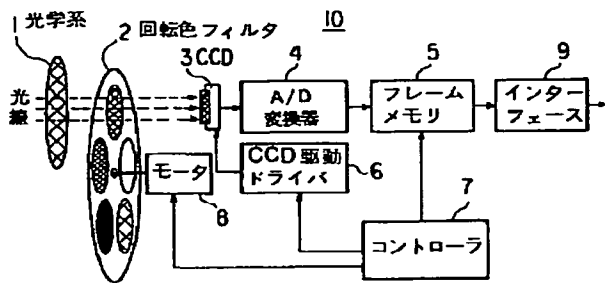 1 光学系
2 回転色フィルタ
10
3 CCD
4
5
9
光線
A/D
変換器
フレーム
メモリ
インター
フェース
モータ
8
CCD駆動
ドライバ
6
7
コントローラ